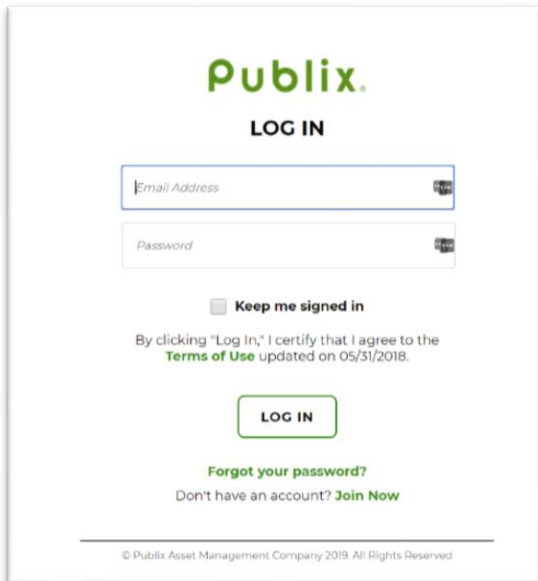 Publix.
LOG IN
Email Address
Password
Keep me signed in
By clicking "Log In," I certify that I agree to the
Terms of Use updated on 05/31/2018.
LOG IN
Forgot your password?
Don't have an account? Join Now
© Publix Asset Management Company 2019. All Rights Reserved